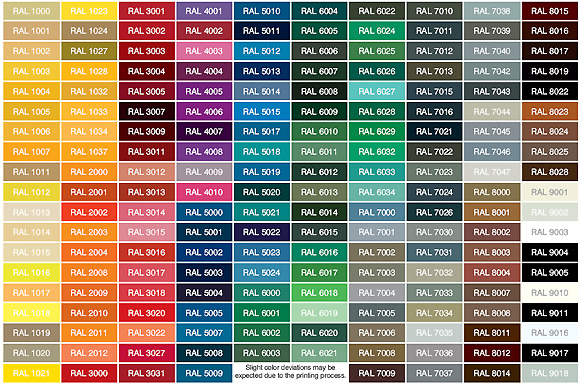 RAL 1000 RAL 1023 RAL 3001 RAL 4001 RAL 5010 RAL 6004 RAL 6022 RAL 7010 RAL 7038 RAL 8015
RAL 1001 RAL 1024 RAL 3002 RAL 4002 RAL 5011 RAL 6005 RAL 6024 RAL 7011 RAL 7039 RAL 8016
RAL 1002 RAL 1027 RAL 3003 RAL 4003 RAL 5012 RAL 6006 RAL 6025 RAL 7012 RAL 7040 RAL 8017
RAL 1003 RAL 1028 RAL 3004 RAL 4004 RAL 5013 RAL 6007 RAL 6026 RAL 7013 RAL 7042 RAL 8019
RAL 1004 RAL 1032 RAL 3005 RAL 4005 RAL 5014 RAL 6008 RAL 6027 RAL 7015 RAL 7043 RAL 8022
RAL 1005 RAL 1033 RAL 3007 RAL 4006 RAL 5015 RAL 6009 RAL 6028 RAL 7016 RAL 7044 RAL 8023
RAL 1006 RAL 1034 RAL 3009 RAL 4007 RAL 5017 RAL 6010 RAL 6029 RAL 7021 RAL 7045 RAL 8024
RAL 1007 RAL 1037 RAL 3011 RAL 4008 RAL 5018 RAL 6011 RAL 6032 RAL 7022 RAL 7046 RAL 8025
RAL 1011 RAL 2000 RAL 3012 RAL 4009 RAL 5019 RAL 6012 RAL 6033 RAL 7023 RAL 7047 RAL 8028
RAL 1012 RAL 2001 RAL 3013 RAL 4010 RAL 5020 RAL 6013 RAL 6034 RAL 7024 RAL 8000 RAL 9001
RAL 1013 RAL 2002 RAL 3014 RAL 5000 RAL 5021 RAL 6014 RAL 7000 RAL 7026 RAL 8001 RAL 9002
RAL 1014 RAL 2003 RAL 3015 RAL 5001 RAL 5022 RAL 6015 RAL 7001 RAL 7030 RAL 8002 RAL 9003
RAL 1015 RAL 2004 RAL 3016 RAL 5002 RAL 5023 RAL 6016 RAL 7002 RAL 7031 RAL 8003 RAL 9004
RAL 1016 RAL 2008 RAL 3017 RAL 5003 RAL 5024 RAL 6017 RAL 7003 RAL 7032 RAL 8004 RAL 9005
RAL 1017 RAL 2009 RAL 3018 RAL 5004 RAL 6000 RAL 6018 RAL 7004 RAL 7033 RAL 8007 RAL 9010
RAL 1018 RAL 2010 RAL 3020 RAL 5005 RAL 6001 RAL 6019 RAL 7005 RAL 7034 RAL 8008 RAL 9011
RAL 1019 RAL 2011 RAL 3022 RAL 5007 RAL 6002 RAL 6020 RAL 7006 RAL 7035 RAL 8011 RAL 9016
RAL 1020 RAL 2012 RAL 3027 RAL 5008 RAL 6003 RAL 6021 RAL 7008 RAL 7036 RAL 8012 RAL 9017
RAL 1021 RAL 3000 RAL 3031 RAL 5009 Slight color deviations may be
expected due to the printing process. RAL 7009 RAL 7037 RAL 8014 RAL 9018